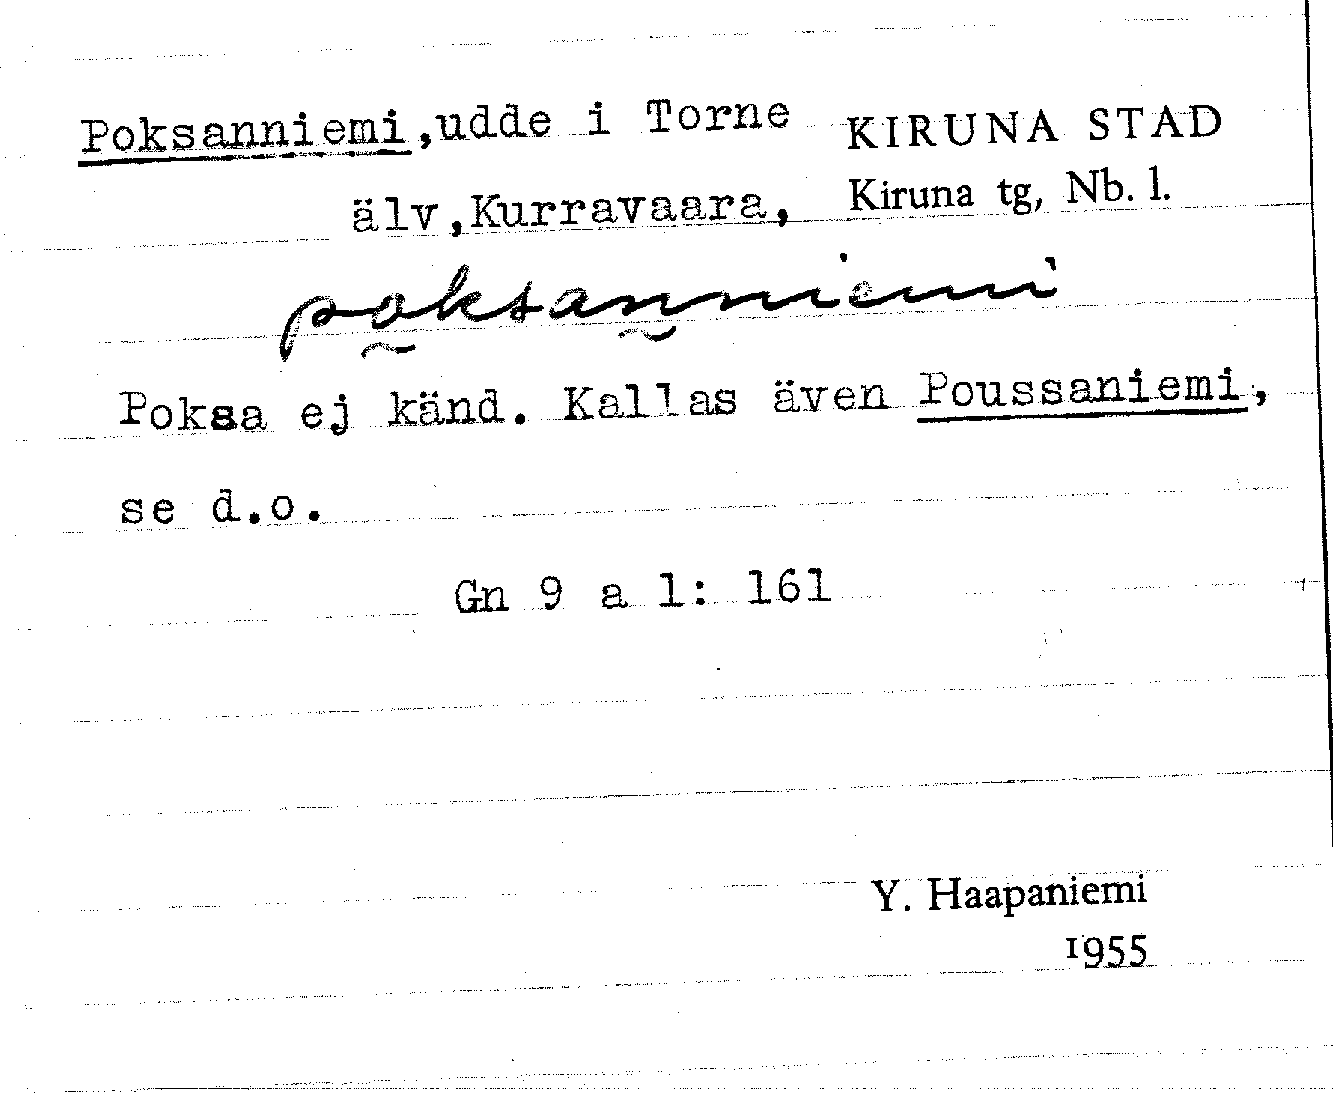 Poksanniemi,udde i Torne KIRUNA STAD
älv,Kurravaara, Kiruna tg, Nb. l.
poksanniemi
Poksa ej känd. Kallas även Poussaniemi,
se d.o.
Gn 9 a 1: 161
Y. Haapaniemi
1955